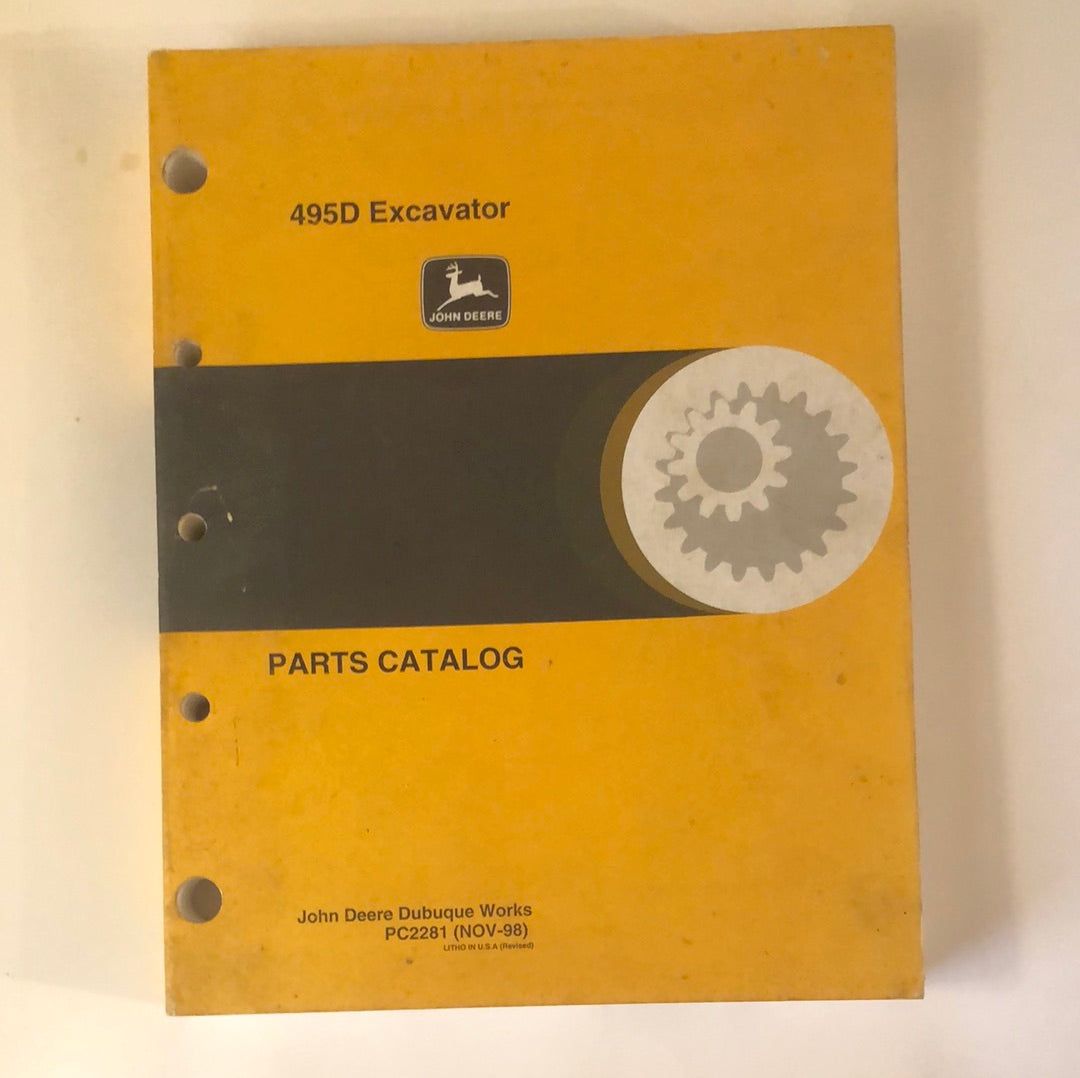 495D Excavator
JOHN DEERE
PARTS CATALOG
John Deere Dubuque Works
PC2281 (NOV-98)
LITHO IN U.S.A (Revised)